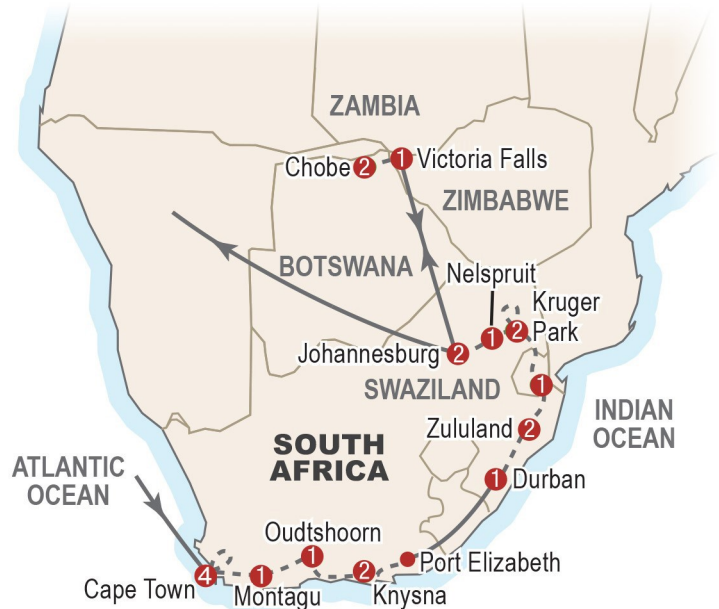 ZAMBIA
Chobe 2
1 Victoria Falls
ZIMBABWE
BOTSWANA
Nelspruit
Kruger
Park
1
2
Johannesburg 2
SWAZILAND
1
INDIAN
OCEAN
Zululand 2
SOUTH
AFRICA
ATLANTIC
OCEAN
1 Durban
Oudtshoorn
1
Port Elizabeth
Cape Town 4
1
Montagu
2
Knysna